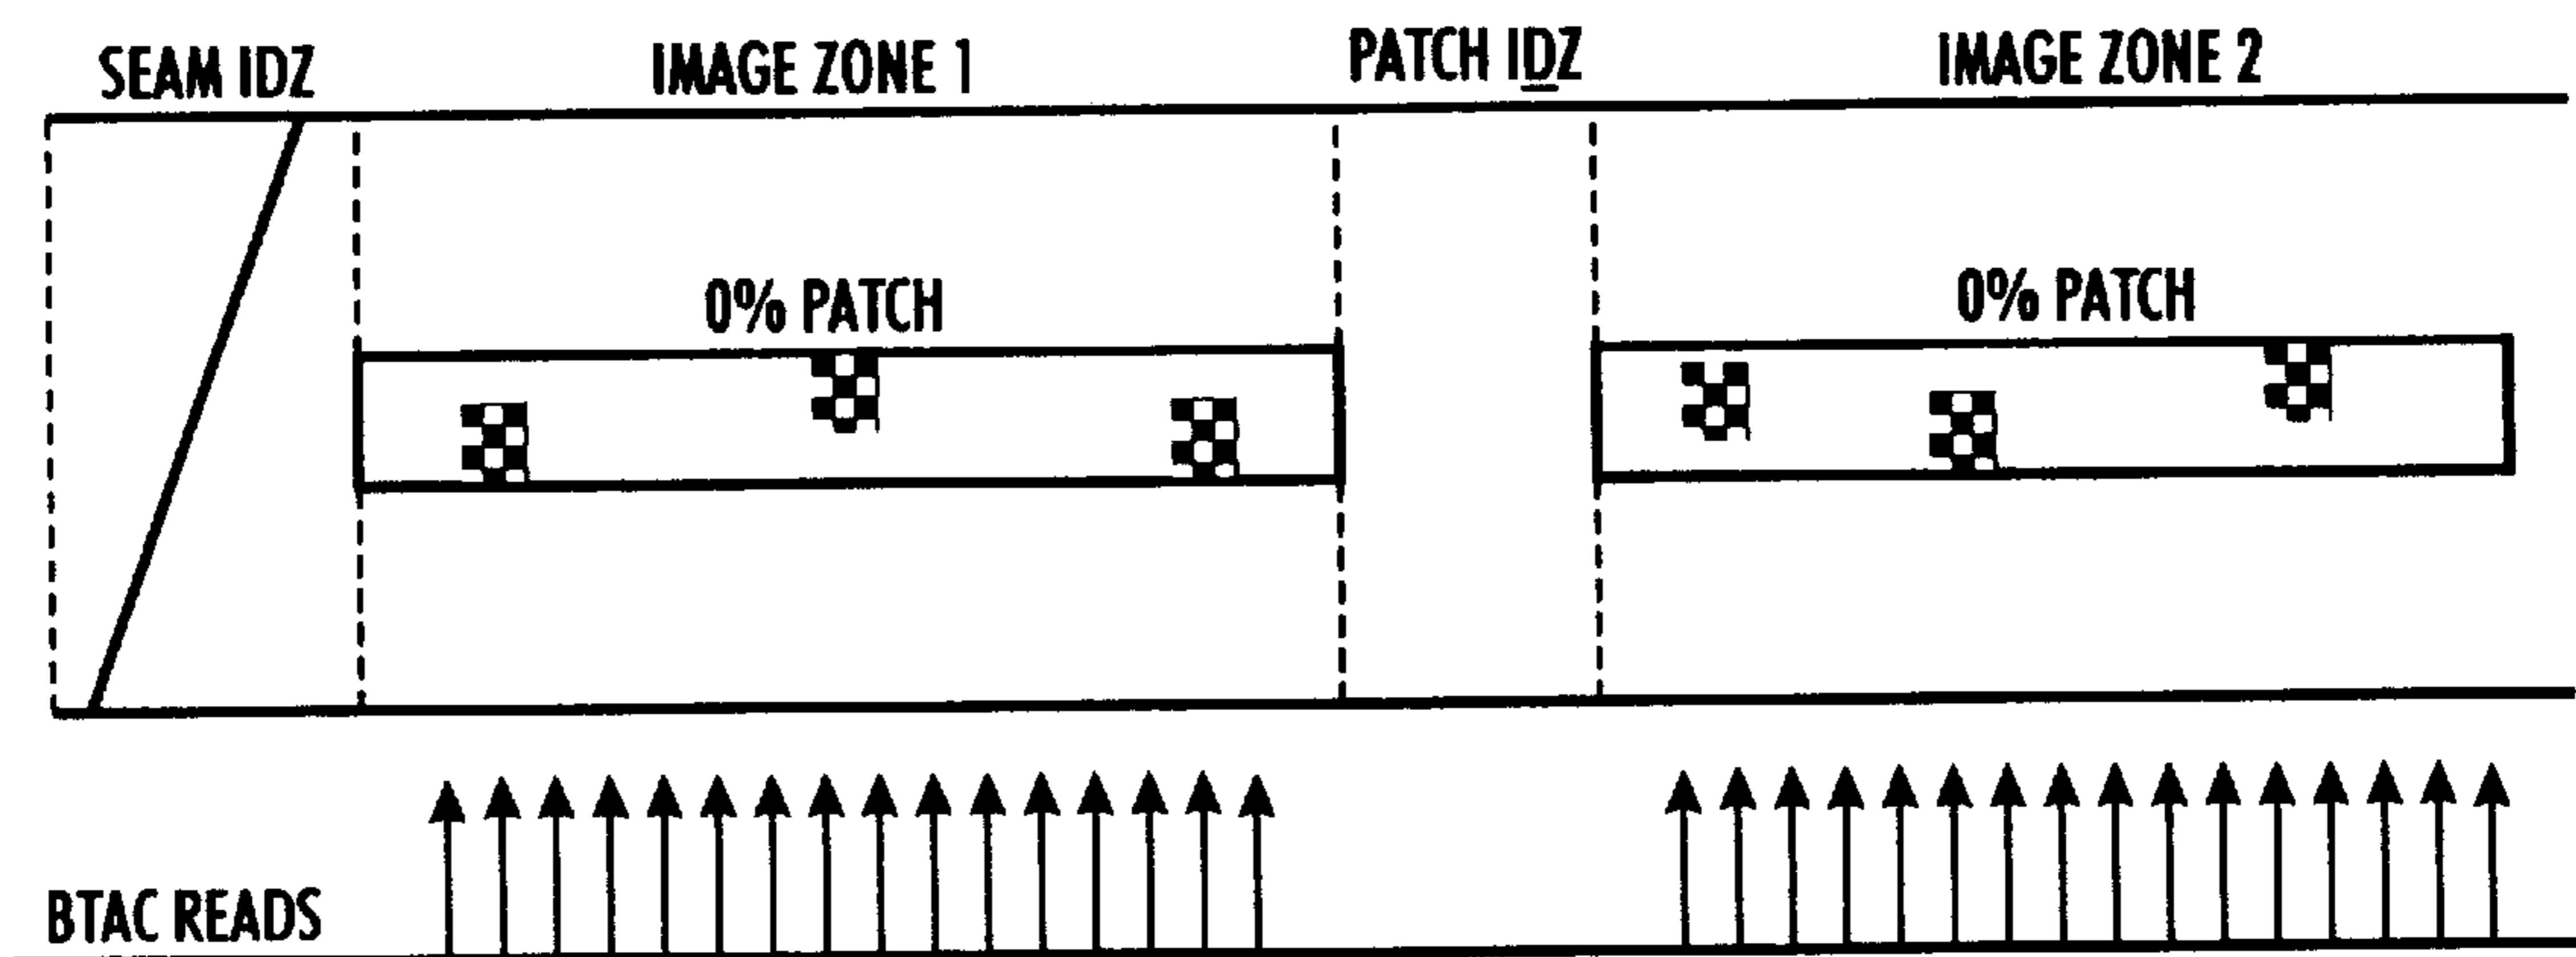 SEAM IDZ
IMAGE ZONE 1
PATCH IDZ
IMAGE ZONE 2
0% PATCH
0% PATCH
BTAC READS